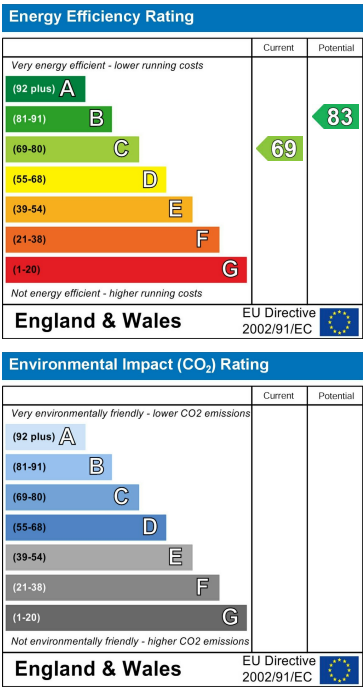 Energy Efficiency Rating
Current Potential
Very energy efficient - lower running costs
(92 plus) A
(81-91) B
83
(69-80) C
69
(55-68) D
(39-54) E
(21-38) F
(1-20) G
Not energy efficient - higher running costs
England & Wales
EU Directive
2002/91/EC
Environmental Impact (CO₂) Rating
Current Potential
Very environmentally friendly - lower CO2 emissions
(92 plus) A
(81-91) B
(69-80) C
(55-68) D
(39-54) E
(21-38) F
(1-20) G
Not environmentally friendly - higher CO2 emissions
England & Wales
EU Directive
2002/91/EC